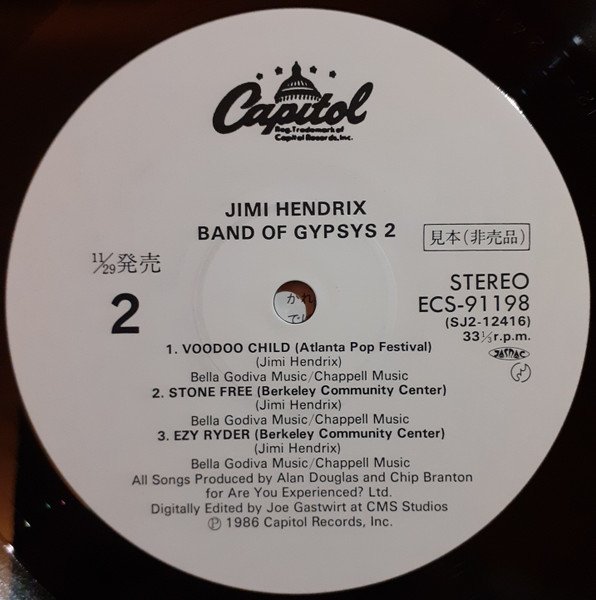 Capitol
Reg. Trademark of
Capitol Records, Inc.
JIMI HENDRIX
BAND OF GYPSYS 2
見本(非売品)
11/29発売
2
STEREO
ECS-91198
(SJ2-12416)
33⅓r.p.m.
JASRAC
かれ
でい
1. VOODOO CHILD (Atlanta Pop Festival)
(Jimi Hendrix)
Bella Godiva Music/Chappell Music
2. STONE FREE (Berkeley Community Center)
(Jimi Hendrix)
Bella Godiva Music/Chappell Music
3. EZY RYDER (Berkeley Community Center)
(Jimi Hendrix)
Bella Godiva Music/Chappell Music
All Songs Produced by Alan Douglas and Chip Branton
for Are You Experienced? Ltd.
Digitally Edited by Joe Gastwirt at CMS Studios
℗ 1986 Capitol Records, Inc.